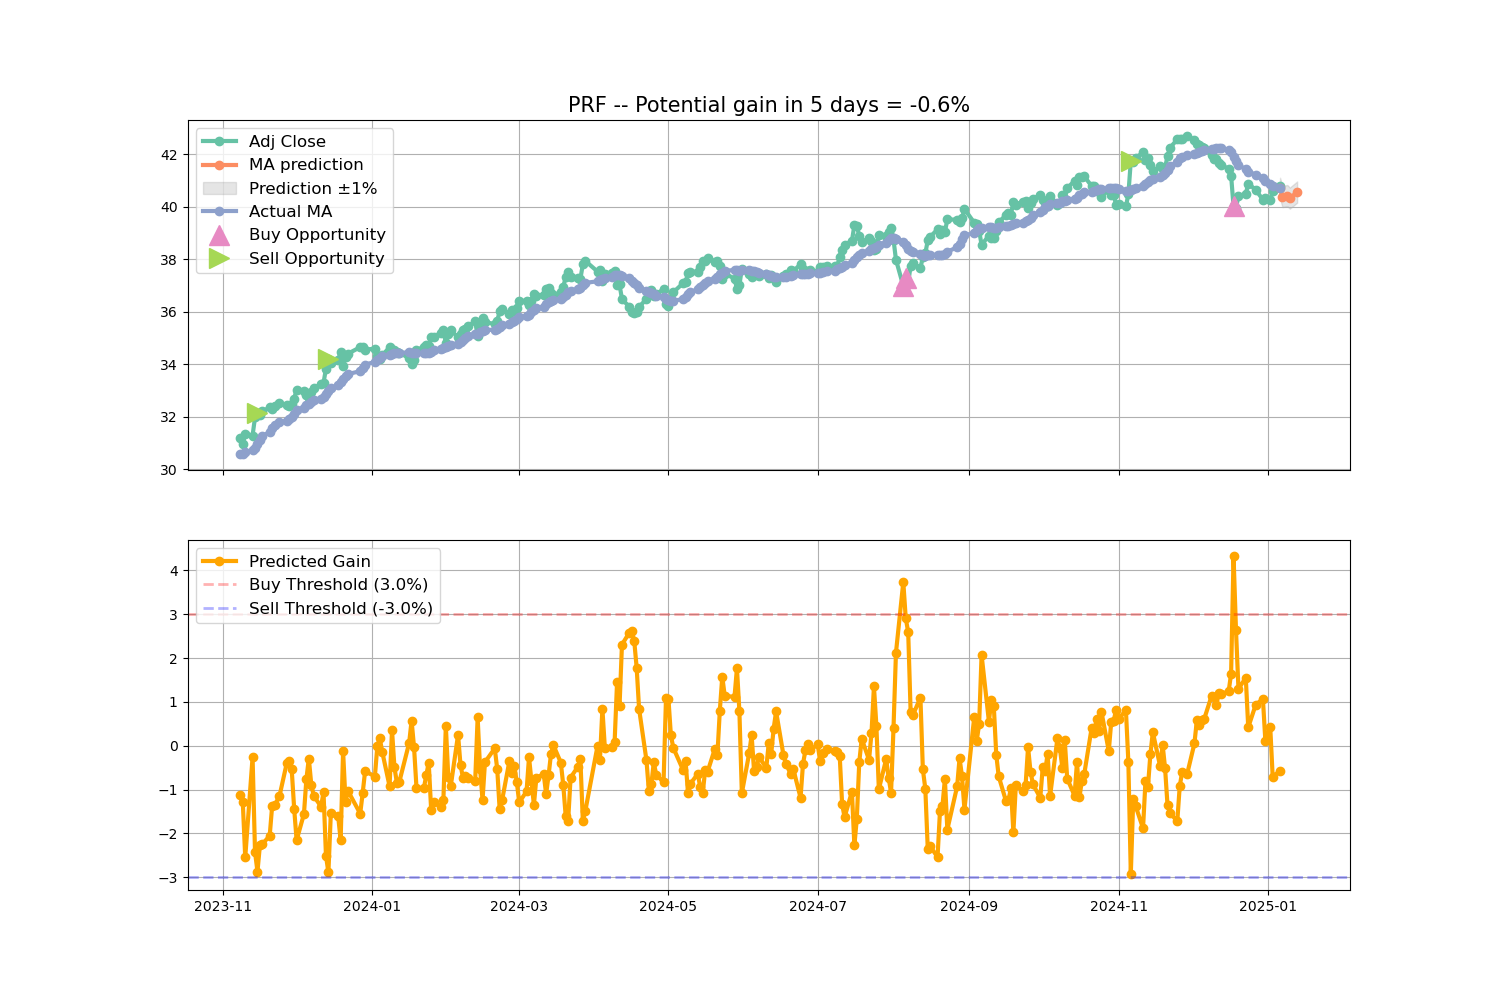 PRF -- Potential gain in 5 days = -0.6%
Adj Close
MA prediction
Prediction ±1%
Actual MA
Buy Opportunity
Sell Opportunity
42
40
38
36
34
32
30
Predicted Gain
Buy Threshold (3.0%)
Sell Threshold (-3.0%)
4
3
2
1
0
−1
−2
−3
2023-11 2024-01 2024-03 2024-05 2024-07 2024-09 2024-11 2025-01